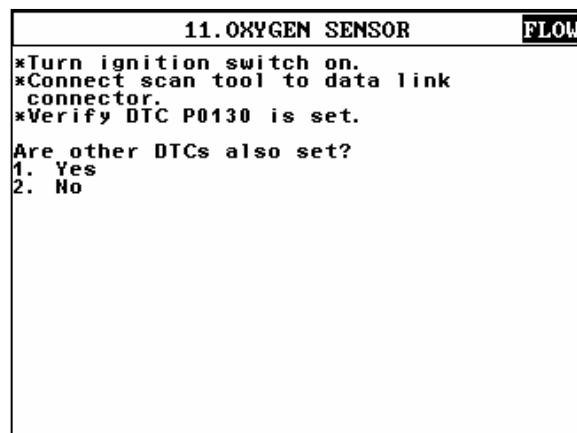 11.OXYGEN SENSOR FLOW
*Turn ignition switch on.
*Connect scan tool to data link
connector.
*Verify DTC P0130 is set.
Are other DTCs also set?
1. Yes
2. No